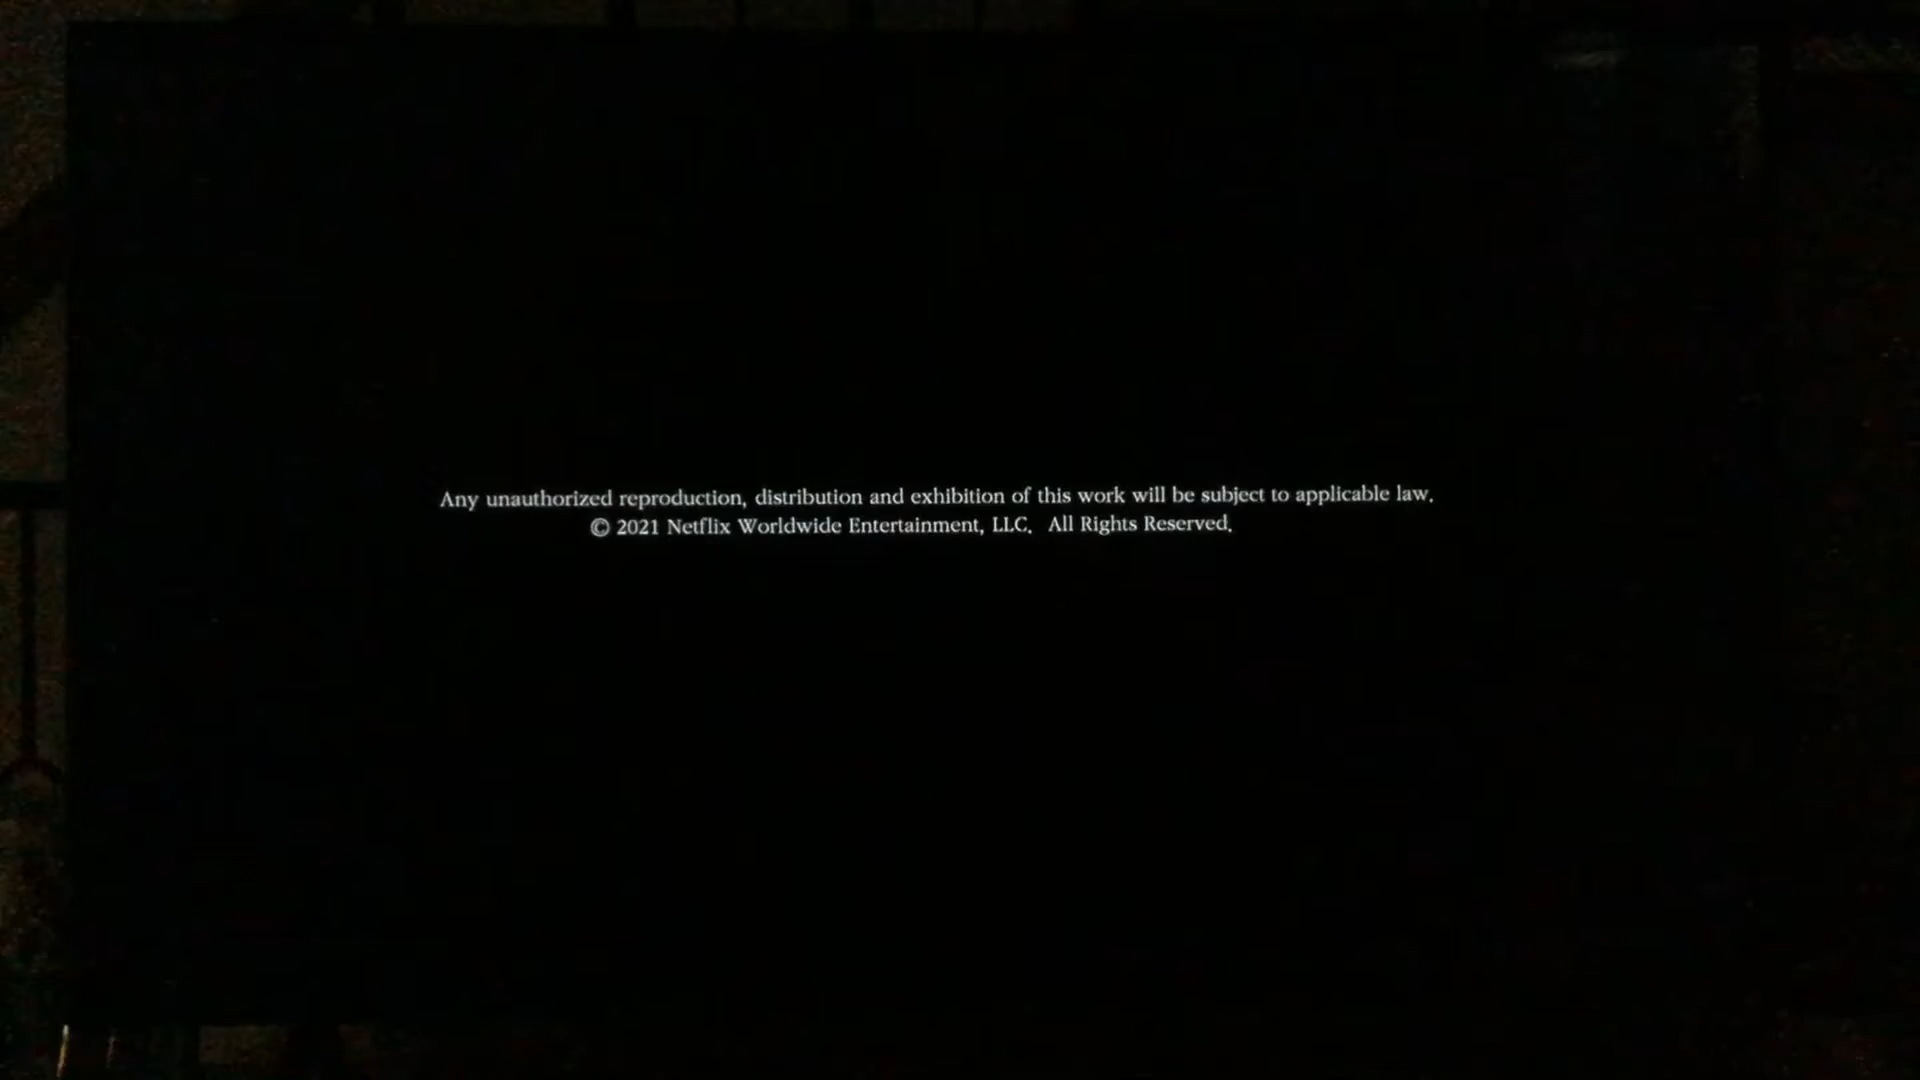 Any unauthorized reproduction, distribution and exhibition of this work will be subject to applicable law.
© 2021 Netflix Worldwide Entertainment, LLC. All Rights Reserved.